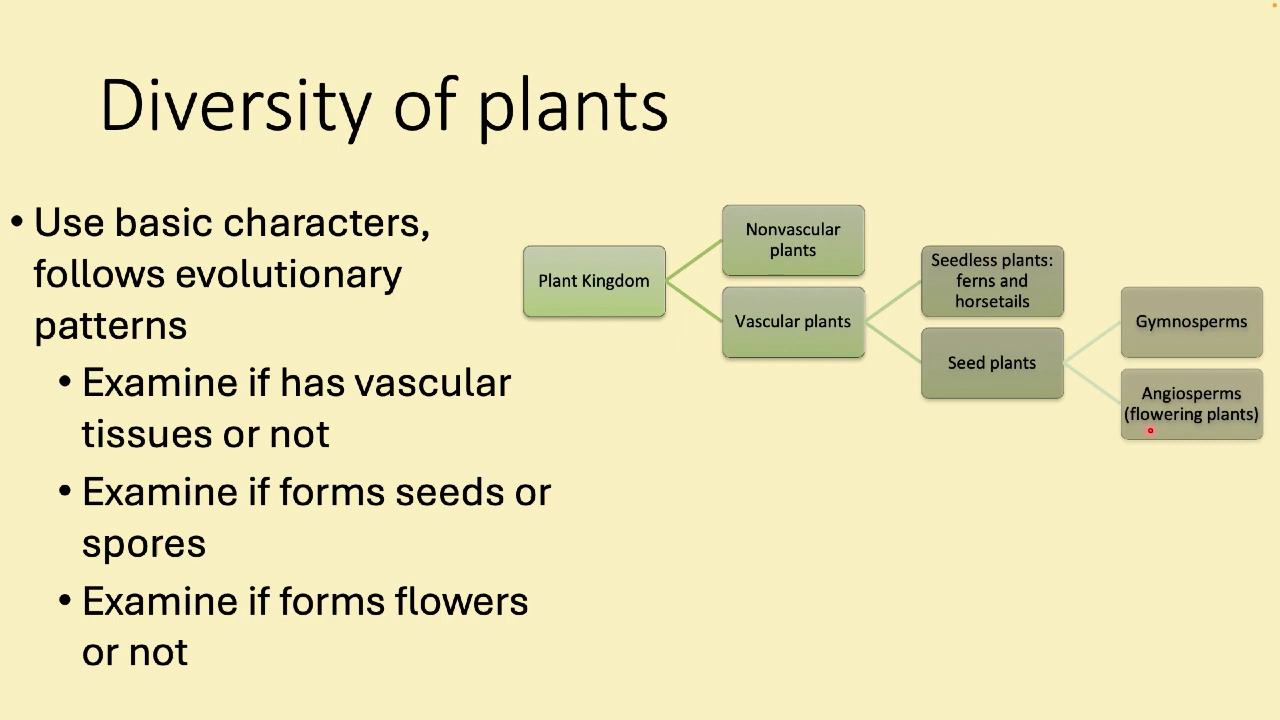 Diversity of plants
• Use basic characters,
follows evolutionary
patterns
• Examine if has vascular
tissues or not
• Examine if forms seeds or
spores
• Examine if forms flowers
or not
Plant Kingdom
Nonvascular
plants
Vascular plants
Seedless plants:
ferns and
horsetails
Seed plants
Gymnosperms
Angiosperms
(flowering plants)